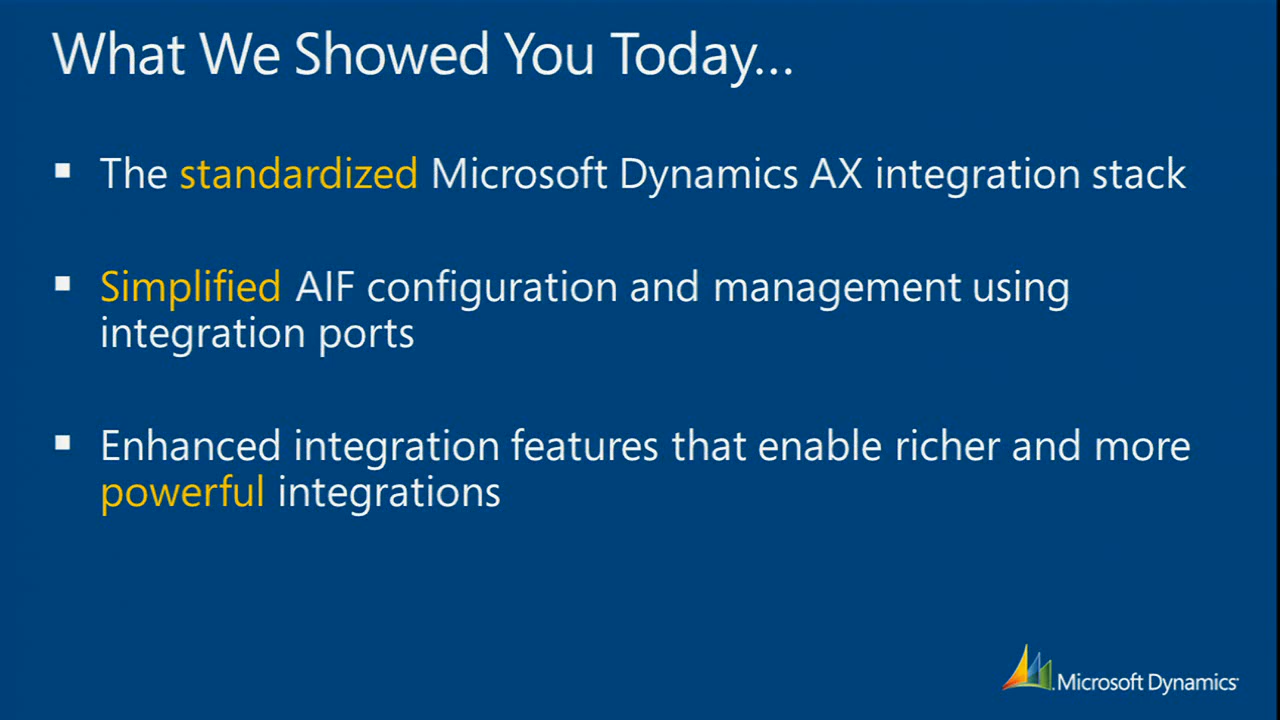 What We Showed You Today...
The standardized Microsoft Dynamics AX integration stack
Simplified AIF configuration and management using
integration ports
Enhanced integration features that enable richer and more
powerful integrations
Microsoft Dynamics